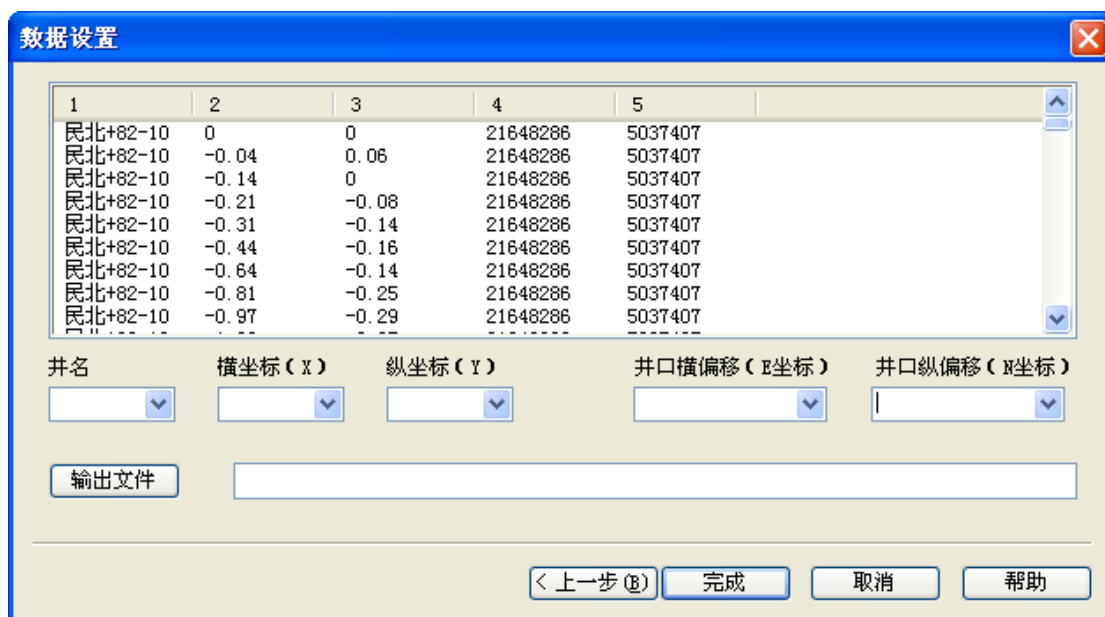 数据设置
1 2 3 4 5
民北+82-10 0 0 21648286 5037407
民北+82-10 -0.04 0.06 21648286 5037407
民北+82-10 -0.14 0 21648286 5037407
民北+82-10 -0.21 -0.08 21648286 5037407
民北+82-10 -0.31 -0.14 21648286 5037407
民北+82-10 -0.44 -0.16 21648286 5037407
民北+82-10 -0.64 -0.14 21648286 5037407
民北+82-10 -0.81 -0.25 21648286 5037407
民北+82-10 -0.97 -0.29 21648286 5037407
井名 横坐标(X) 纵坐标(Y) 井口横偏移(E坐标) 井口纵偏移(N坐标)
输出文件
< 上一步(B) 完成 取消 帮助